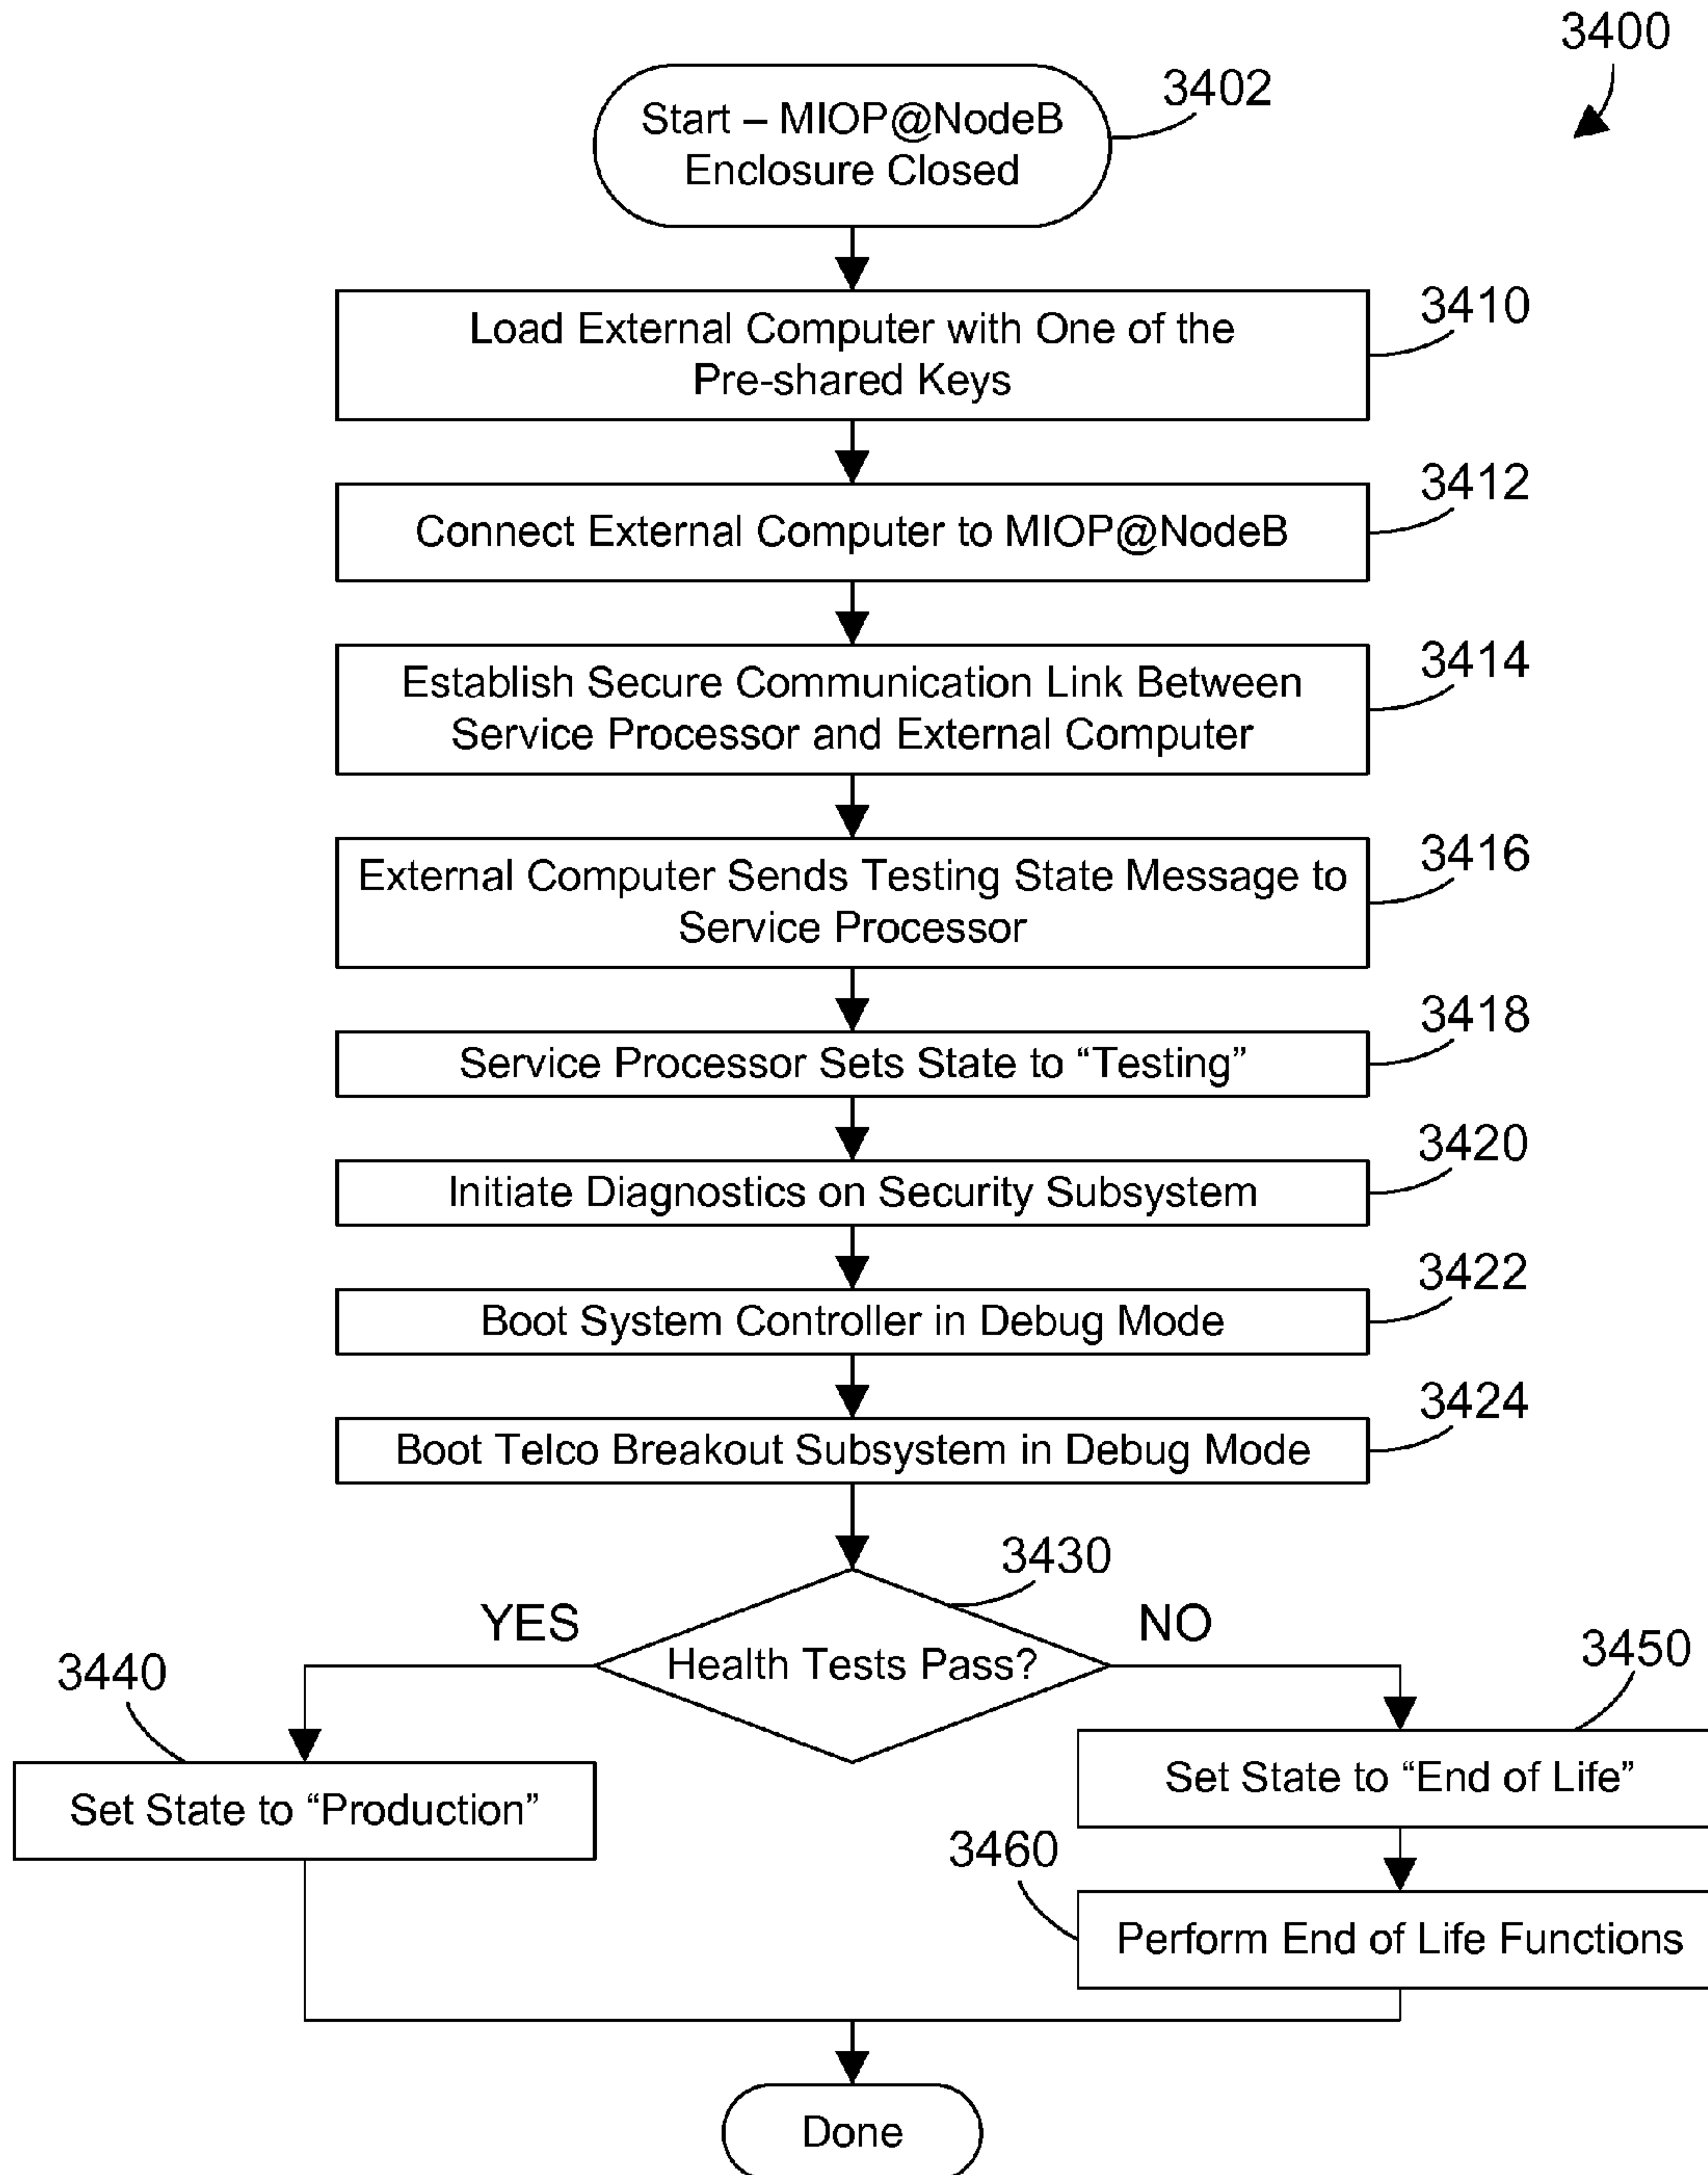 3400
Start – MIOP@NodeB
Enclosure Closed
3402
Load External Computer with One of the
Pre-shared Keys
3410
Connect External Computer to MIOP@NodeB
3412
Establish Secure Communication Link Between
Service Processor and External Computer
3414
External Computer Sends Testing State Message to
Service Processor
3416
Service Processor Sets State to “Testing”
3418
Initiate Diagnostics on Security Subsystem
3420
Boot System Controller in Debug Mode
3422
Boot Telco Breakout Subsystem in Debug Mode
3424
3430
YES
NO
Health Tests Pass?
3440
3450
Set State to “Production”
Set State to “End of Life”
3460
Perform End of Life Functions
Done